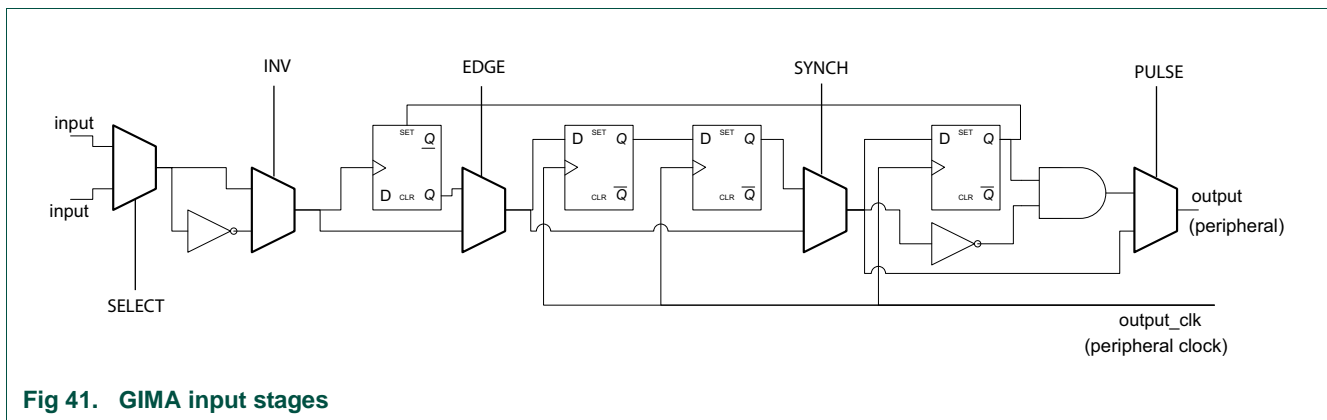 INV
EDGE
SYNCH
PULSE
input
input
SELECT
SET
Q
Q
D
CLR
Q
D
SET
Q
CLR
Q
D
SET
Q
CLR
Q
D
SET
Q
CLR
Q
output
(peripheral)
output_clk
(peripheral clock)
Fig 41. GIMA input stages